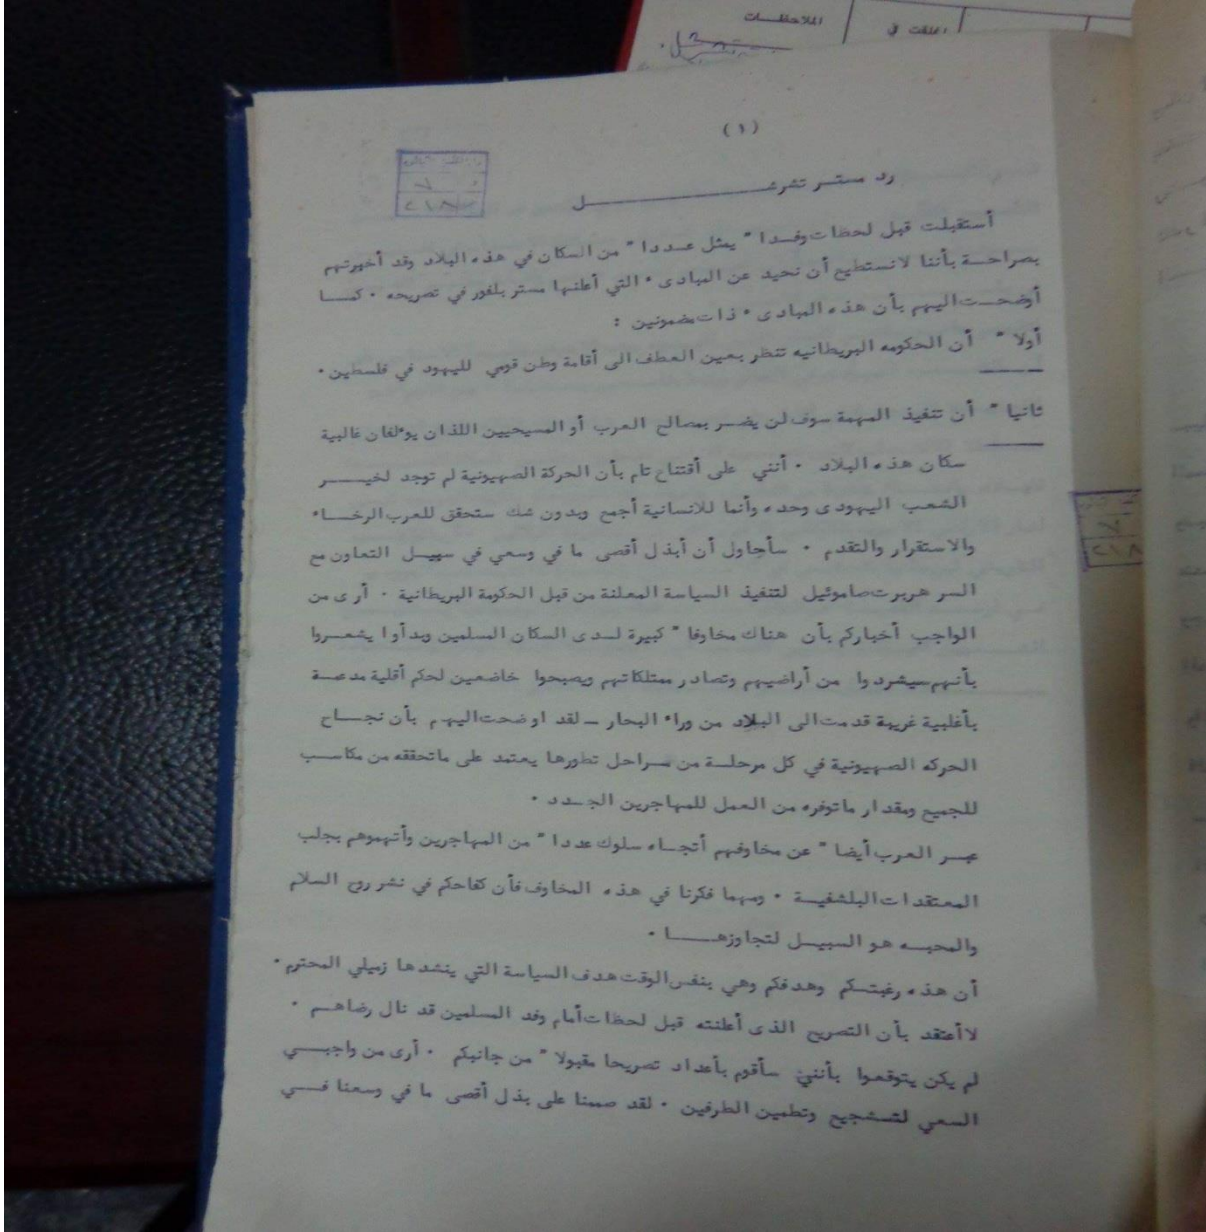 الملاحظات
(١)
رد مستر تشرشل
أستقبلت قبل لحظات وفدا" يمثل عددا" من السكان في هذه البلاد وقد أخبرتهم
بصراحة بأننا لانستطيع أن نحيد عن المبادىء التي أعلنها مستر بلفور في تصريحه . كما
أوضحت اليهم بأن هذه المبادىء ذات مضمونين :
أولا" أن الحكومه البريطانيه تنظر بعين العطف الى أقامة وطن قومي لليهود في فلسطين .
ثانيا" أن تنفيذ المهمة سوف لن يضر بمصالح العرب أو المسيحيين اللذان يؤلفان غالبية
سكان هذه البلاد . أنني على أقتناع تام بأن الحركة الصهيونية لم توجد لخير
الشعب اليهودى وحده وأنما للانسانية أجمع وبدون شك ستحقق للعرب الرخاء
والاستقرار والتقدم . سأحاول أن أبذل أقصى ما في وسعي في سبيل التعاون مع
السر هربرت صاموئيل لتنفيذ السياسة المعلنة من قبل الحكومة البريطانية . أرى من
الواجب أخباركم بأن هناك مخاوفا" كبيرة لدى السكان المسلمين وبدأوا يشعروا
بأنهم سيشردوا من أراضيهم وتصادر ممتلكاتهم ويصبحوا خاضعين لحكم أقلية مدعمة
بأغلبية غريبة قدمت الى البلاد من وراء البحار ــ لقد اوضحت اليهم بأن نجاح
الحركه الصهيونية في كل مرحلة من مراحل تطورها يعتمد على ماتحققه من مكاسب
للجميع ومقدار ماتوفره من العمل للمهاجرين الجدد .
عبر العرب أيضا" عن مخاوفهم أتجاه سلوك عددا" من المهاجرين وأتهموهم بجلب
المعتقدات البلشفية . ومهما فكرنا في هذه المخاوف فأن كفاحكم في نشر روح السلام
والمحبه هو السبيل لتجاوزها .
أن هذه رغبتكم وهدفكم وهي بنفس الوقت هدف السياسة التي ينشدها زميلي المحترم .
لاأعتقد بأن التصريح الذى أعلنته قبل لحظات أمام وفد المسلمين قد نال رضاهم .
لم يكن يتوقعوا بأنني سأقوم بأعداد تصريحا مقبولا" من جانبكم . أرى من واجبي
السعي لتشجيع وتطمين الطرفين . لقد صممنا على بذل أقصى ما في وسعنا في